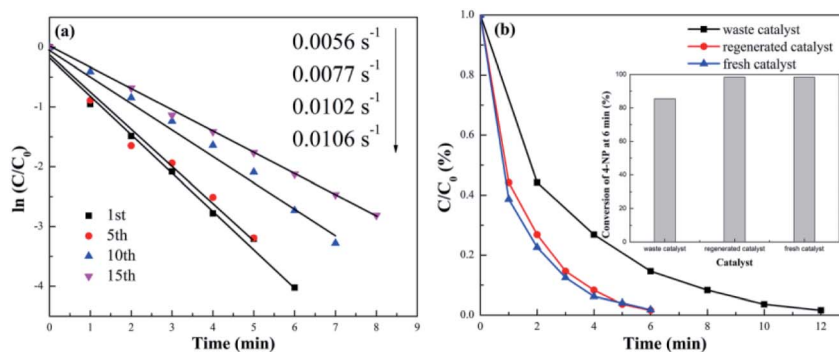 (a)
0.0056 s⁻¹
0.0077 s⁻¹
0.0102 s⁻¹
0.0106 s⁻¹
0
-1
-2
-3
-4
ln (C/C₀)
1st
5th
10th
15th
0 1 2 3 4 5 6 7 8 9
Time (min)
(b)
waste catalyst
regenerated catalyst
fresh catalyst
1.0
0.8
0.6
0.4
0.2
0.0
C/C₀ (%)
0 2 4 6 8 10 12
Time (min)
100
80
60
40
20
0
Conversion of 4-NP at 6 min (%)
waste catalyst regenerated catalyst fresh catalyst
Catalyst